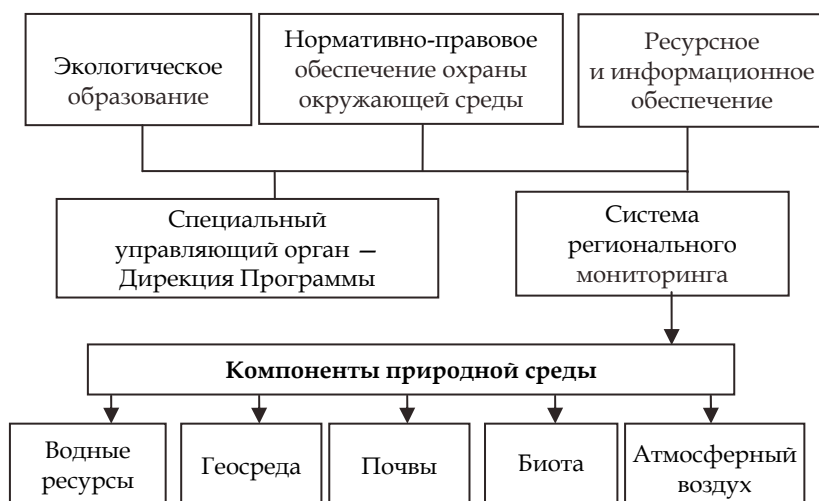 Экологическое
образование
Нормативно-правовое
обеспечение охраны
окружающей среды
Ресурсное
и информационное
обеспечение
Специальный
управляющий орган —
Дирекция Программы
Система
регионального
мониторинга
Компоненты природной среды
Водные
ресурсы
Геосреда
Почвы
Биота
Атмосферный
воздух